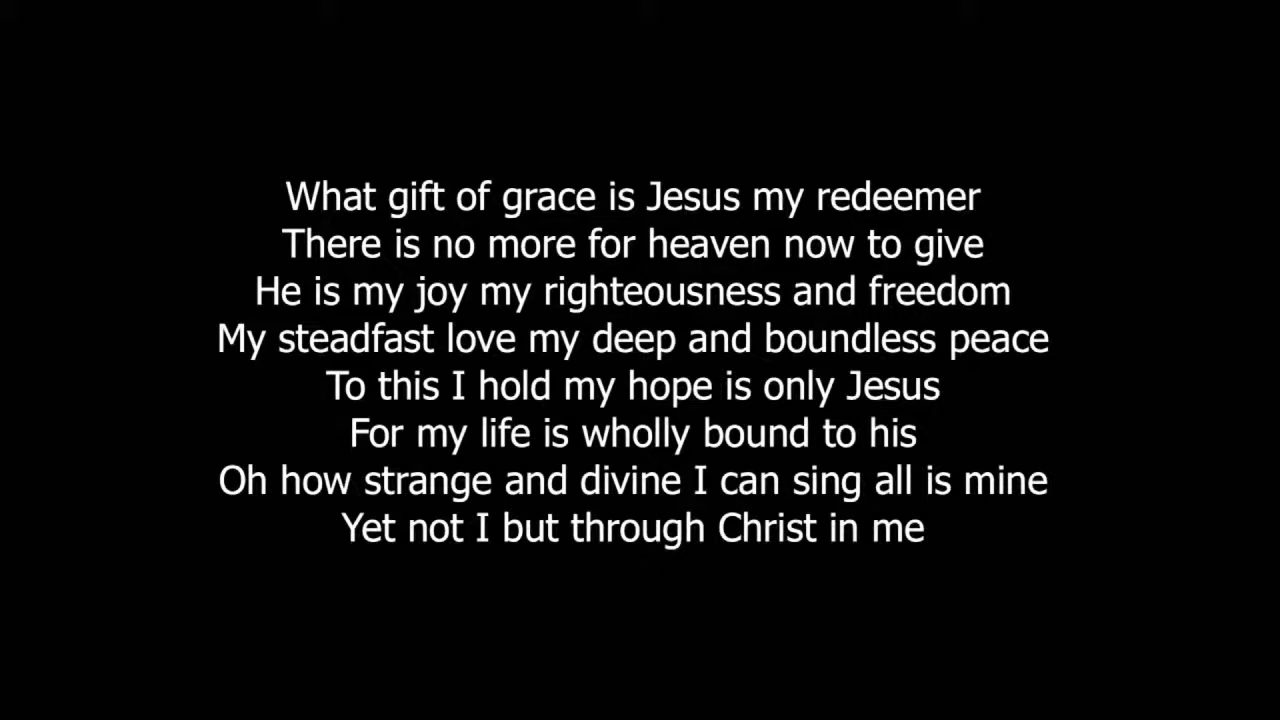 What gift of grace is Jesus my redeemer
There is no more for heaven now to give
He is my joy my righteousness and freedom
My steadfast love my deep and boundless peace
To this I hold my hope is only Jesus
For my life is wholly bound to his
Oh how strange and divine I can sing all is mine
Yet not I but through Christ in me